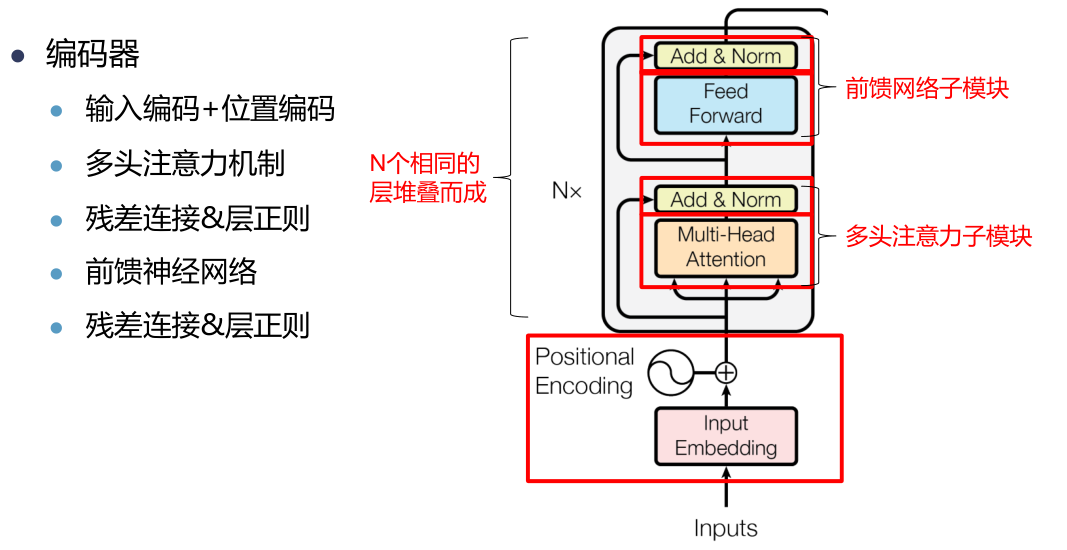 编码器
输入编码+位置编码
多头注意力机制
残差连接&层正则
前馈神经网络
残差连接&层正则
N个相同的
层堆叠而成
N×
Add & Norm
Feed
Forward
前馈网络子模块
Add & Norm
Multi-Head
Attention
多头注意力子模块
Positional
Encoding
Input
Embedding
Inputs